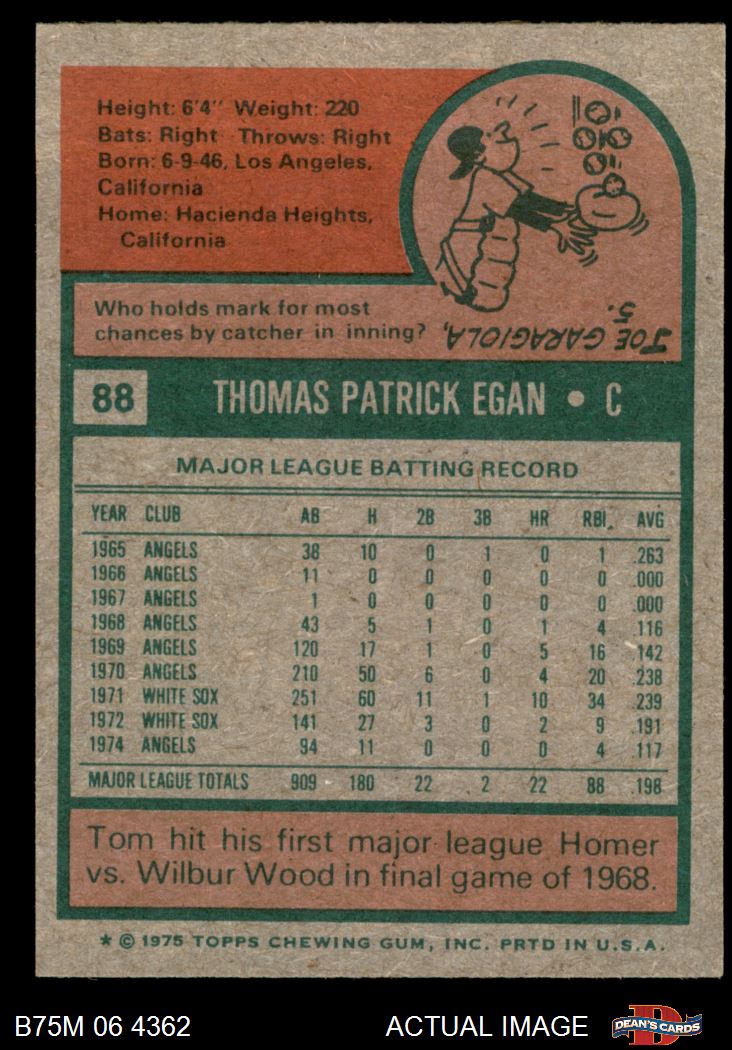 Height: 6'4" Weight: 220
Bats: Right Throws: Right
Born: 6-9-46, Los Angeles,
California
Home: Hacienda Heights,
California
Who holds mark for most
chances by catcher in inning?
JOE GARAGIOLA,
5.
88 THOMAS PATRICK EGAN • C
MAJOR LEAGUE BATTING RECORD
YEAR CLUB AB H 2B 3B HR RBI. AVG
1965 ANGELS 38 10 0 1 0 1 .263
1966 ANGELS 11 0 0 0 0 0 .000
1967 ANGELS 1 0 0 0 0 0 .000
1968 ANGELS 43 5 1 0 1 4 .116
1969 ANGELS 120 17 1 0 5 16 .142
1970 ANGELS 210 50 6 0 4 20 .238
1971 WHITE SOX 251 60 11 1 10 34 .239
1972 WHITE SOX 141 27 3 0 2 9 .191
1974 ANGELS 94 11 0 0 0 4 .117
MAJOR LEAGUE TOTALS 909 180 22 2 22 88 .198
Tom hit his first major league Homer
vs. Wilbur Wood in final game of 1968.
* © 1975 TOPPS CHEWING GUM, INC. PRTD IN U.S.A.
B75M 06 4362 ACTUAL IMAGE DEAN'S CARDS